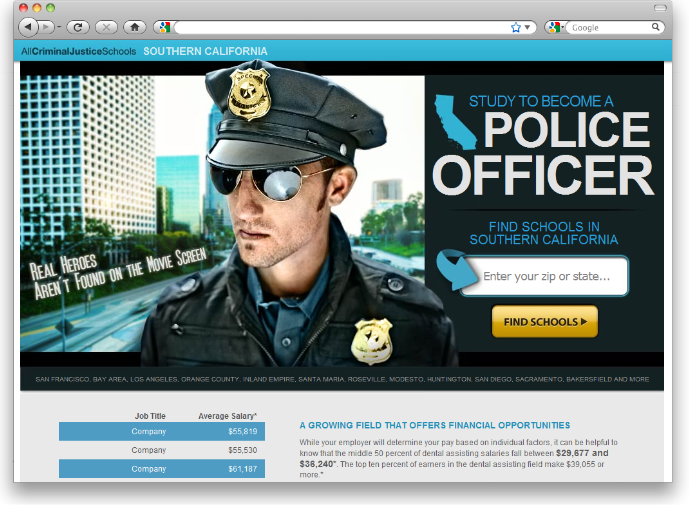 Google
AllCriminalJusticeSchools SOUTHERN CALIFORNIA
SPECIAL
STUDY TO BECOME A
POLICE
OFFICER
FIND SCHOOLS IN
SOUTHERN CALIFORNIA
Enter your zip or state...
FIND SCHOOLS
REAL HEROES
AREN'T FOUND ON THE MOVIE SCREEN
SAN FRANCISCO, BAY AREA, LOS ANGELES, ORANGE COUNTY, INLAND EMPIRE, SANTA MARIA, ROSEVILLE, MODESTO, HUNTINGTON, SAN DIEGO, SACRAMENTO, BAKERSFIELD AND MORE
Job Title Average Salary*
Company $55,819
Company $55,530
Company $61,187
A GROWING FIELD THAT OFFERS FINANCIAL OPPORTUNITIES
While your employer will determine your pay based on individual factors, it can be helpful to
know that the middle 50 percent of dental assisting salaries fall between $29,677 and
$36,240*. The top ten percent of earners in the dental assisting field make $39,055 or
more.*